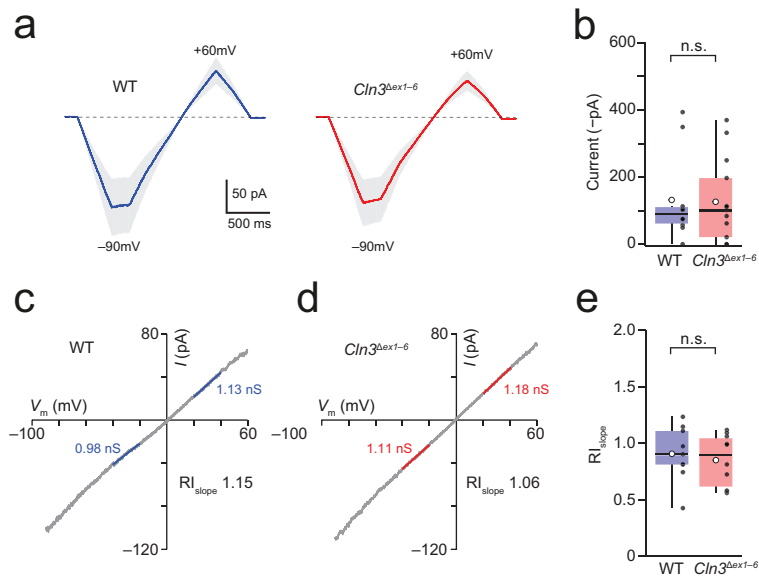 a
WT
+60mV
–90mV
50 pA
500 ms
Cln3Δex1–6
+60mV
–90mV
b
n.s.
Current (–pA)
600
400
200
0
WT
Cln3Δex1–6
c
WT
80
I (pA)
Vm (mV)
–100
60
1.13 nS
0.98 nS
RIslope 1.15
–120
d
Cln3Δex1–6
80
I (pA)
Vm (mV)
–100
60
1.18 nS
1.11 nS
RIslope 1.06
–120
e
n.s.
RIslope
2.0
1.5
1.0
0.5
0
WT
Cln3Δex1–6